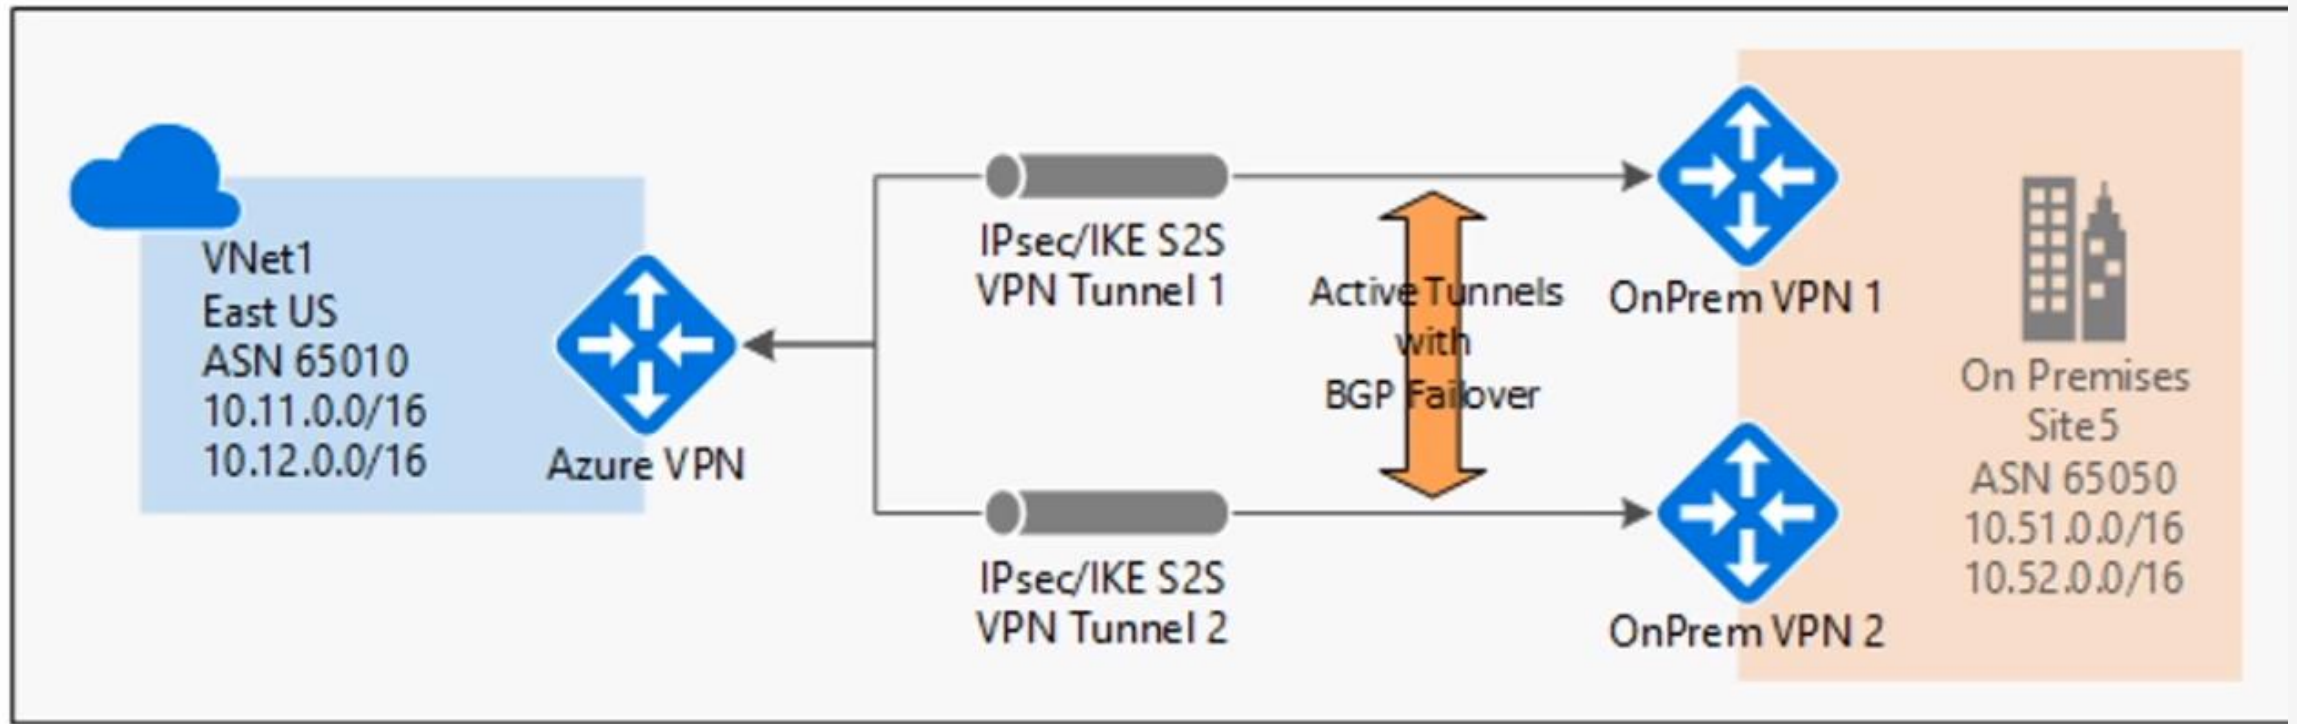 VNet1
East US
ASN 65010
10.11.0.0/16
10.12.0.0/16
Azure VPN
IPsec/IKE S2S
VPN Tunnel 1
IPsec/IKE S2S
VPN Tunnel 2
Active Tunnels
with
BGP Failover
OnPrem VPN 1
OnPrem VPN 2
On Premises
Site5
ASN 65050
10.51.0.0/16
10.52.0.0/16